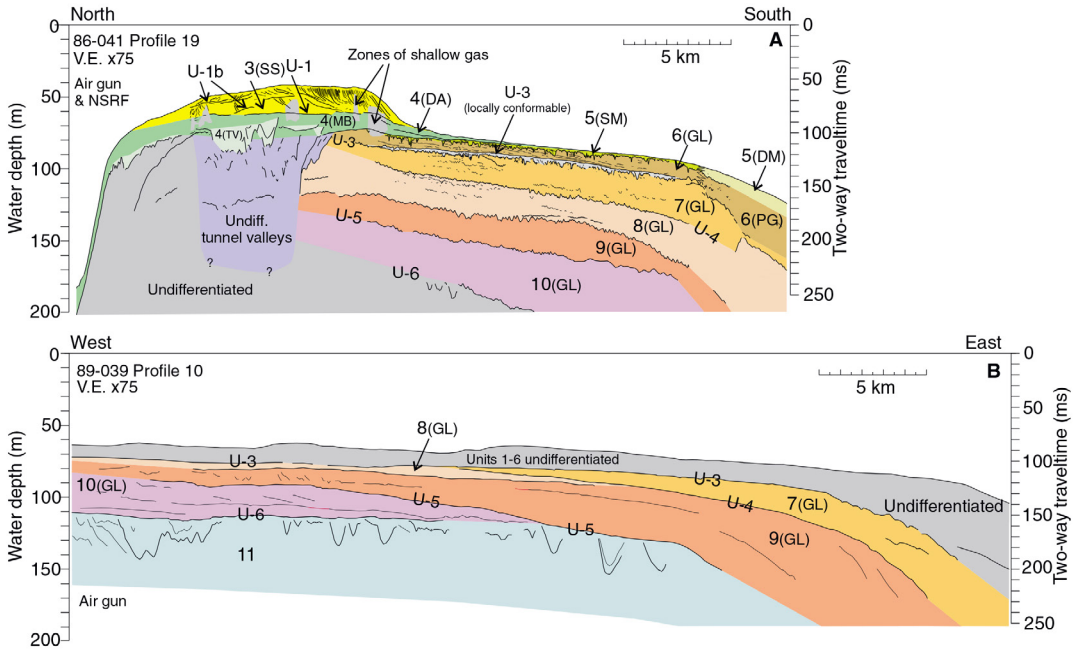 North
South
86-041 Profile 19
V.E. x75
Air gun
& NSRF
A
5 km
Zones of shallow gas
U-1b
3(SS)
U-1
4(DA)
U-3
(locally conformable)
5(SM)
6(GL)
5(DM)
4(TV)
4(MB)
U-3
7(GL)
6(PG)
8(GL)
U-4
U-5
9(GL)
Undiff.
tunnel valleys
?
?
U-6
10(GL)
Undifferentiated
Water depth (m)
0
50
100
150
200
Two-way traveltime (ms)
0
50
100
150
200
250
West
East
89-039 Profile 10
V.E. x75
B
5 km
8(GL)
U-3
Units 1-6 undifferentiated
U-3
10(GL)
U-5
U-4
7(GL)
Undifferentiated
U-6
U-5
9(GL)
11
Air gun
Water depth (m)
0
50
100
150
200
Two-way traveltime (ms)
0
50
100
150
200
250